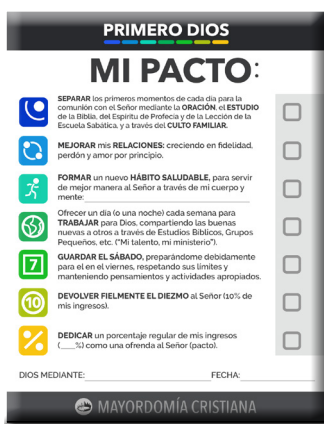 PRIMERO DIOS
MI PACTO:
SEPARAR los primeros momentos de cada día para la
comunión con el Señor mediante la ORACIÓN, el ESTUDIO
de la Biblia, del Espíritu de Profecía y de la Lección de la
Escuela Sabática, y a través del CULTO FAMILIAR.
MEJORAR mis RELACIONES: creciendo en fidelidad,
perdón y amor por principio.
FORMAR un nuevo HÁBITO SALUDABLE, para servir
de mejor manera al Señor a través de mi cuerpo y
mente:
Ofrecer un día (o una noche) cada semana para
TRABAJAR para Dios, compartiendo las buenas
nuevas a otros a través de Estudios Bíblicos, Grupos
Pequeños, etc. ("Mi talento, mi ministerio").
7
GUARDAR EL SÁBADO, preparándome debidamente
para el en el viernes, respetando sus límites y
manteniendo pensamientos y actividades apropiados.
10
DEVOLVER FIELMENTE EL DIEZMO al Señor (10% de
mis ingresos).
%
DEDICAR un porcentaje regular de mis ingresos
(___%) como una ofrenda al Señor (pacto).
DIOS MEDIANTE: FECHA:
MAYORDOMÍA CRISTIANA